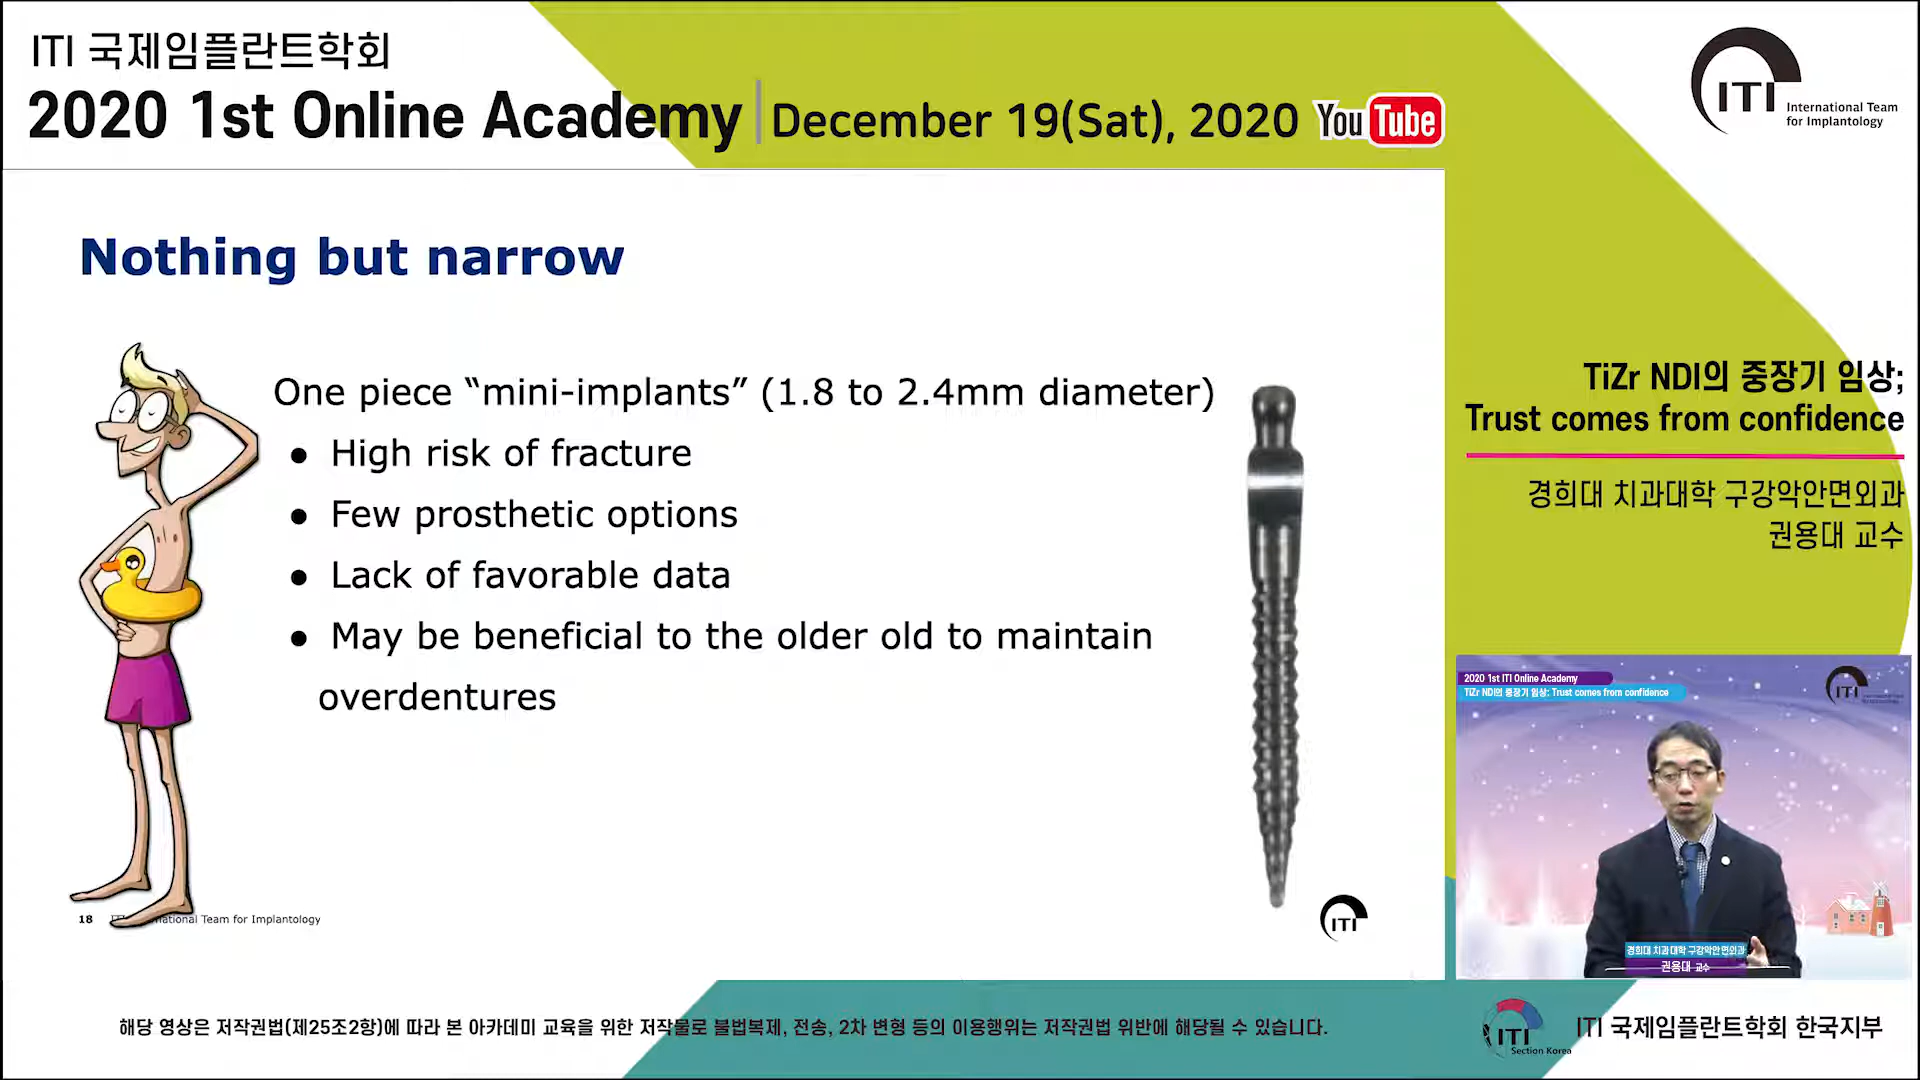 ITI 국제임플란트학회
2020 1st Online Academy
December 19(Sat), 2020 YouTube
ITI International Team
for Implantology
Nothing but narrow
One piece “mini-implants” (1.8 to 2.4mm diameter)
● High risk of fracture
● Few prosthetic options
● Lack of favorable data
● May be beneficial to the older old to maintain
overdentures
18
International Team for Implantology
ITI
TiZr NDI의 중장기 임상;
Trust comes from confidence
경희대 치과대학 구강악안면외과
권용대 교수
2020 1st ITI Online Academy
TiZr NDI의 중장기 임상: Trust comes from confidence
ITI
경희대 치과대학 구강악안면외과
권용대 교수
해당 영상은 저작권법(제25조2항)에 따라 본 아카데미 교육을 위한 저작물로 불법복제, 전송, 2차 변형 등의 이용행위는 저작권법 위반에 해당될 수 있습니다.
ITI
Section Korea
ITI 국제임플란트학회 한국지부